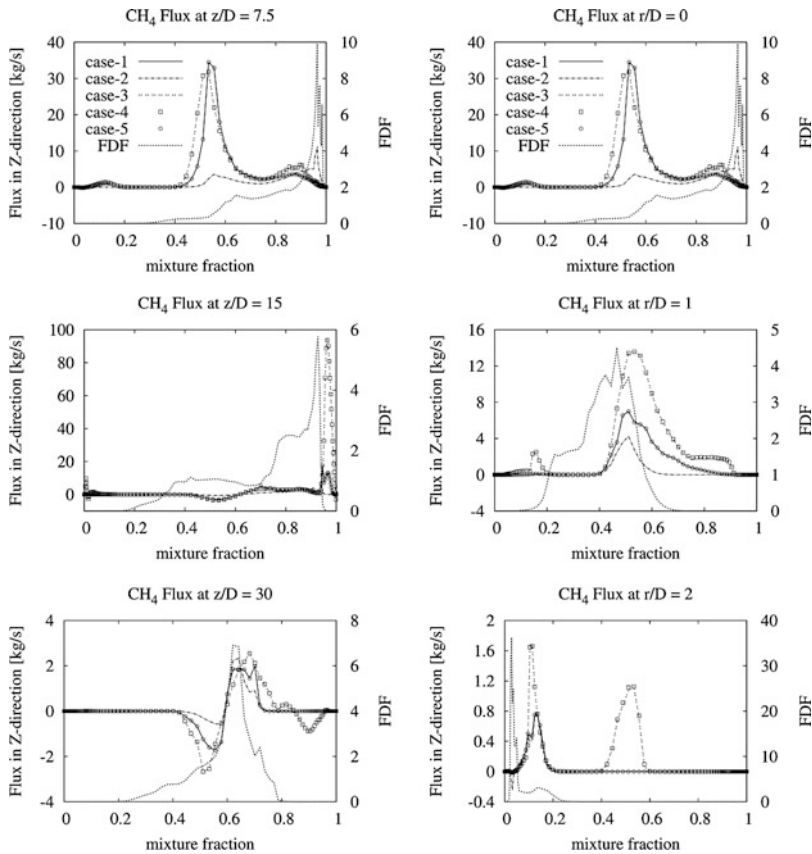 CH4 Flux at z/D = 7.5
Flux in Z-direction [kg/s]
40
30
20
10
0
-10
case-1
case-2
case-3
case-4
case-5
FDF
10
8
6
4
2
0
FDF
0 0.2 0.4 0.6 0.8 1
mixture fraction
CH4 Flux at r/D = 0
Flux in Z-direction [kg/s]
40
30
20
10
0
-10
case-1
case-2
case-3
case-4
case-5
FDF
10
8
6
4
2
0
FDF
0 0.2 0.4 0.6 0.8 1
mixture fraction
CH4 Flux at z/D = 15
Flux in Z-direction [kg/s]
100
80
60
40
20
0
6
4
2
0
FDF
0 0.2 0.4 0.6 0.8 1
mixture fraction
CH4 Flux at r/D = 1
Flux in Z-direction [kg/s]
16
12
8
4
0
-4
5
4
3
2
1
0
FDF
0 0.2 0.4 0.6 0.8 1
mixture fraction
CH4 Flux at z/D = 30
Flux in Z-direction [kg/s]
4
2
0
-2
-4
8
6
4
2
0
FDF
0 0.2 0.4 0.6 0.8 1
mixture fraction
CH4 Flux at r/D = 2
Flux in Z-direction [kg/s]
2
1.6
1.2
0.8
0.4
0
-0.4
40
30
20
10
0
FDF
0 0.2 0.4 0.6 0.8 1
mixture fraction